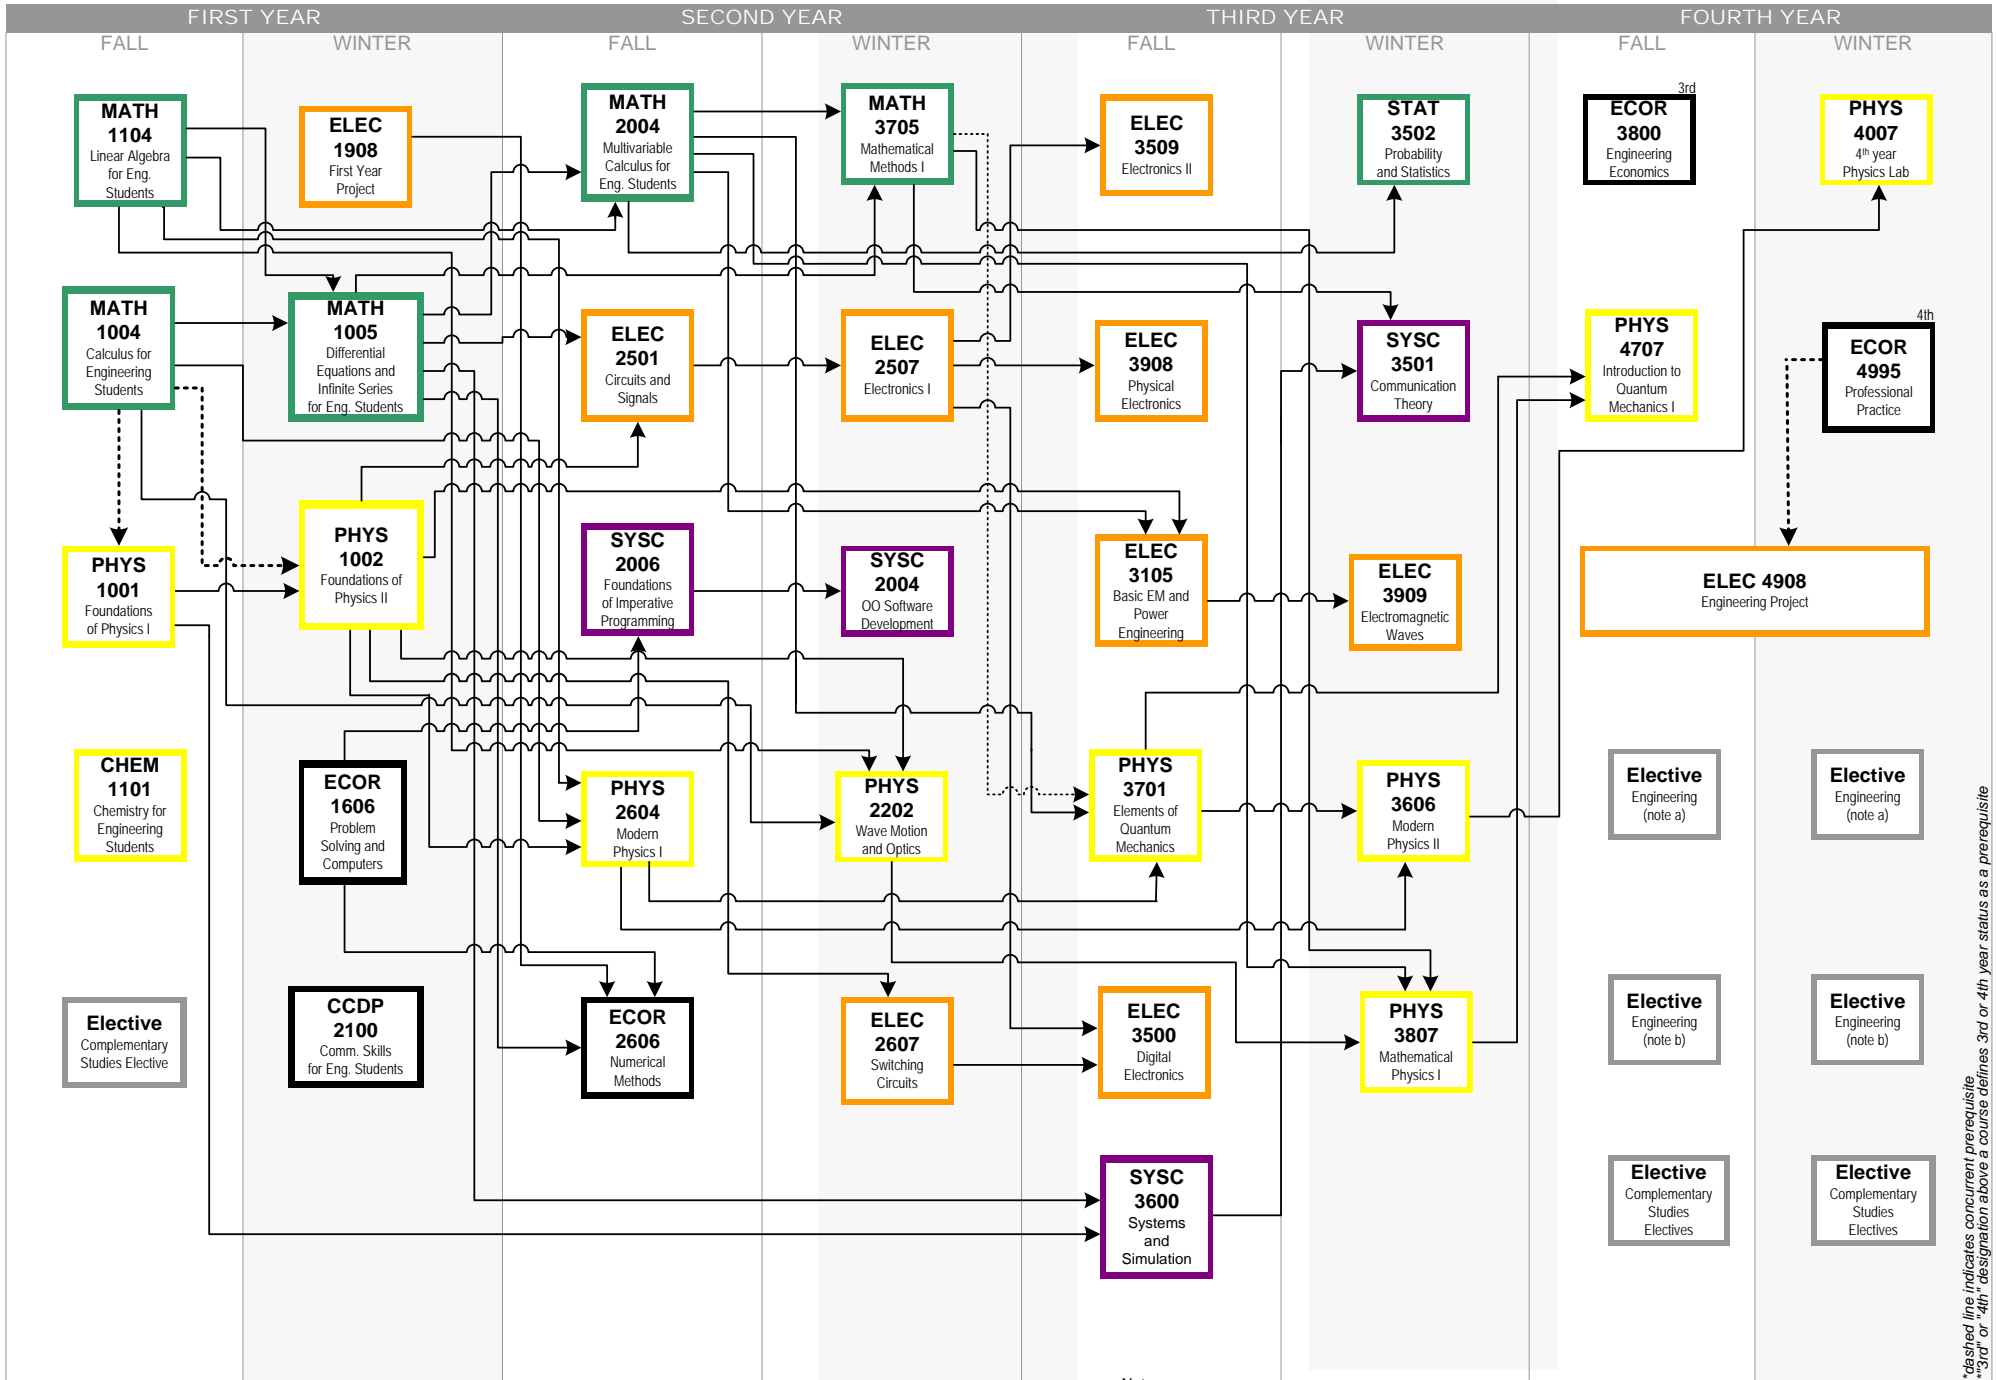 FIRST YEAR
SECOND YEAR
THIRD YEAR
FOURTH YEAR
FALL
WINTER
FALL
WINTER
FALL
WINTER
FALL
WINTER
MATH
1104
Linear Algebra
for Eng.
Students
ELEC
1908
First Year
Project
MATH
2004
Multivariable
Calculus for
Eng. Students
MATH
3705
Mathematical
Methods I
ELEC
3509
Electronics II
STAT
3502
Probability
and Statistics
3rd
ECOR
3800
Engineering
Economics
PHYS
4007
4th year
Physics Lab
MATH
1004
Calculus for
Engineering
Students
MATH
1005
Differential
Equations and
Infinite Series
for Eng. Students
ELEC
2501
Circuits and
Signals
ELEC
2507
Electronics I
ELEC
3908
Physical
Electronics
SYSC
3501
Communication
Theory
PHYS
4707
Introduction to
Quantum
Mechanics I
4th
ECOR
4995
Professional
Practice
PHYS
1001
Foundations
of Physics I
PHYS
1002
Foundations of
Physics II
SYSC
2006
Foundations
of Imperative
Programming
SYSC
2004
OO Software
Development
ELEC
3105
Basic EM and
Power
Engineering
ELEC
3909
Electromagnetic
Waves
ELEC 4908
Engineering Project
CHEM
1101
Chemistry for
Engineering
Students
ECOR
1606
Problem
Solving and
Computers
PHYS
2604
Modern
Physics I
PHYS
2202
Wave Motion
and Optics
PHYS
3701
Elements of
Quantum
Mechanics
PHYS
3606
Modern
Physics II
Elective
Engineering
(note a)
Elective
Engineering
(note a)
Elective
Complementary
Studies Elective
CCDP
2100
Comm. Skills
for Eng. Students
ECOR
2606
Numerical
Methods
ELEC
2607
Switching
Circuits
ELEC
3500
Digital
Electronics
PHYS
3807
Mathematical
Physics I
Elective
Engineering
(note b)
Elective
Engineering
(note b)
SYSC
3600
Systems
and
Simulation
Elective
Complementary
Studies
Electives
Elective
Complementary
Studies
Electives
*dashed line indicates concurrent prerequisite
*"3rd" or "4th" designation above a course defines 3rd or 4th year status as a prerequisite